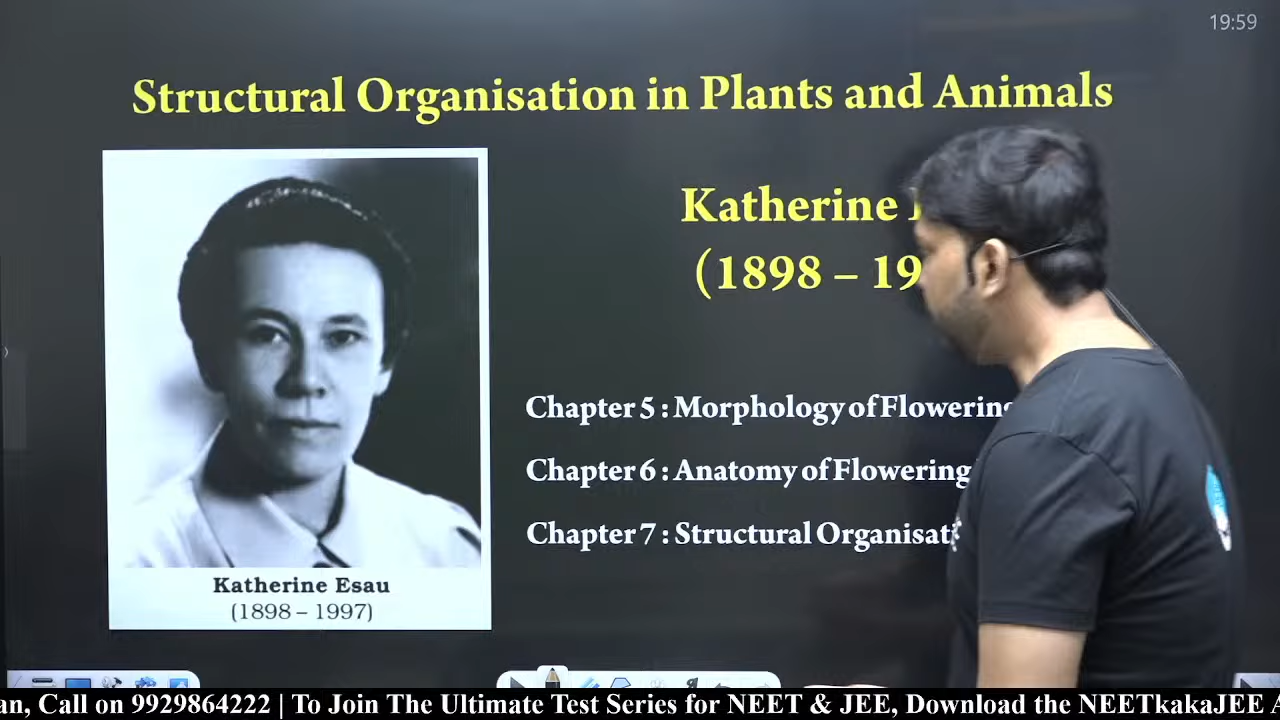 19:59
Structural Organisation in Plants and Animals
Katherine
(1898 – 19
Chapter 5 : Morphology of Flowering
Chapter 6 : Anatomy of Flowering
Chapter 7 : Structural Organisati
Katherine Esau
(1898 – 1997)
an, Call on 9929864222 | To Join The Ultimate Test Series for NEET & JEE, Download the NEETkakaJEE A